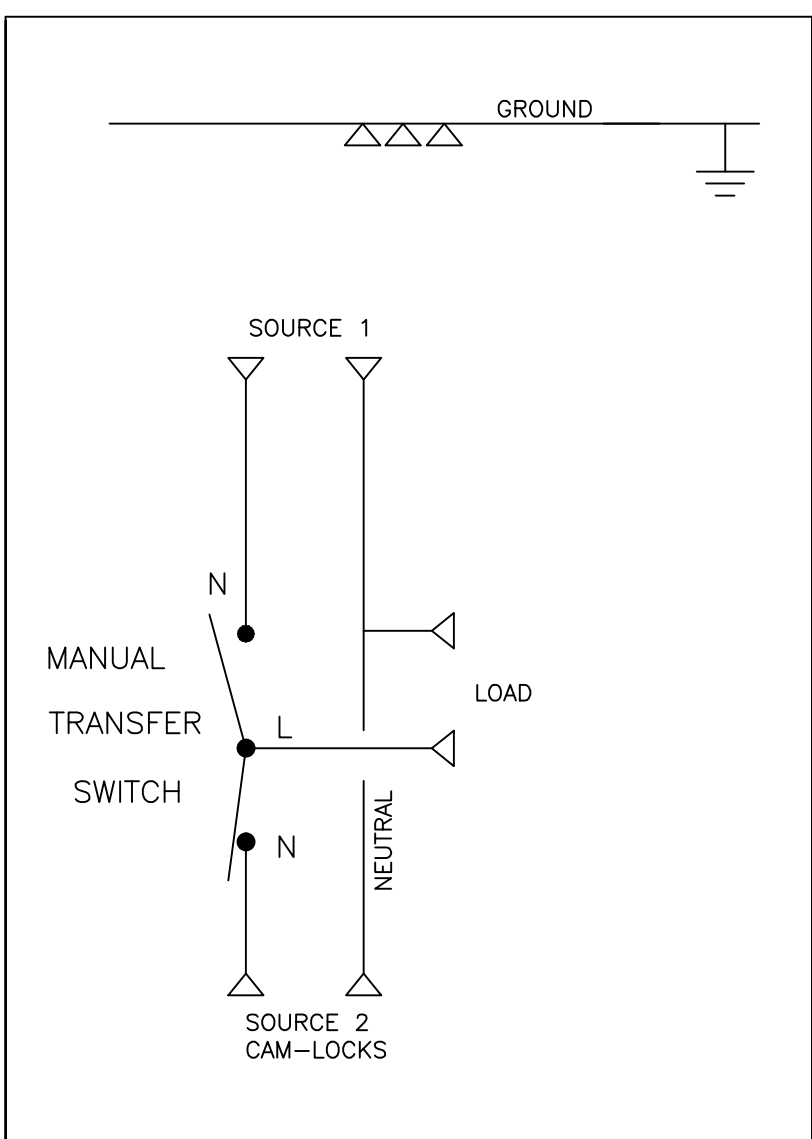 GROUND
SOURCE 1
N
MANUAL
LOAD
TRANSFER
L
SWITCH
NEUTRAL
N
SOURCE 2
CAM-LOCKS